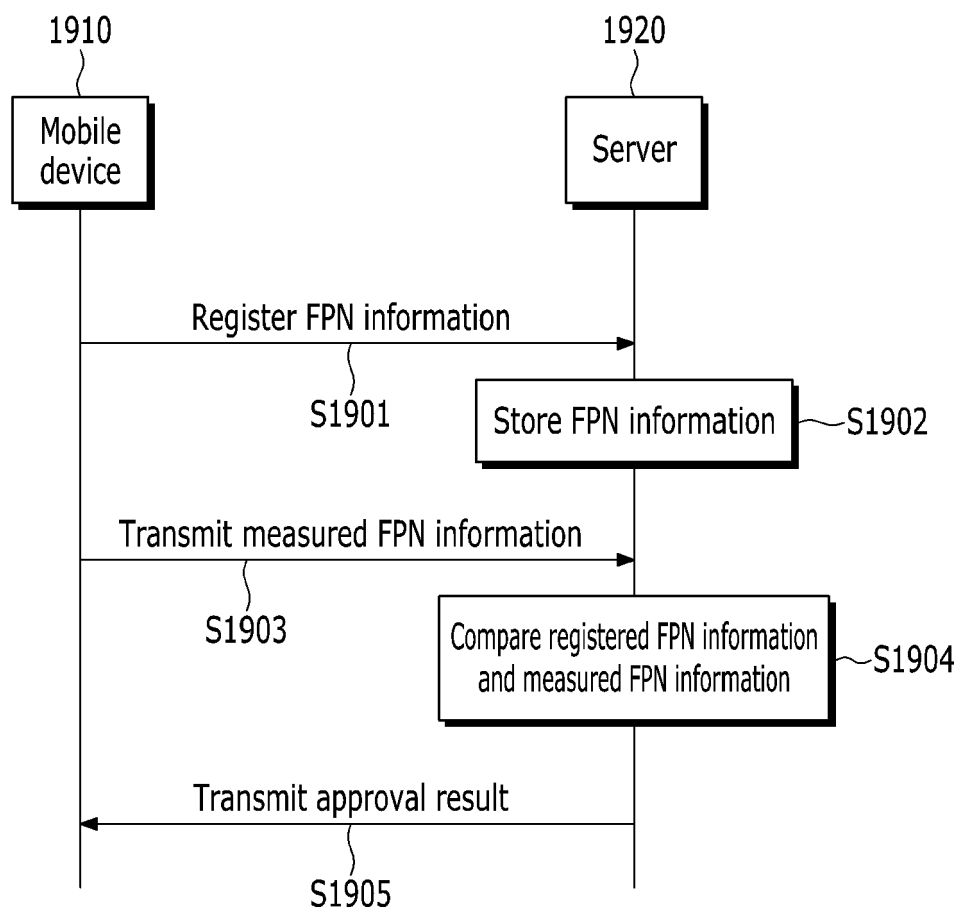 1910
1920
Mobile
device
Server
Register FPN information
S1901
Store FPN information
S1902
Transmit measured FPN information
S1903
Compare registered FPN information
and measured FPN information
S1904
Transmit approval result
S1905